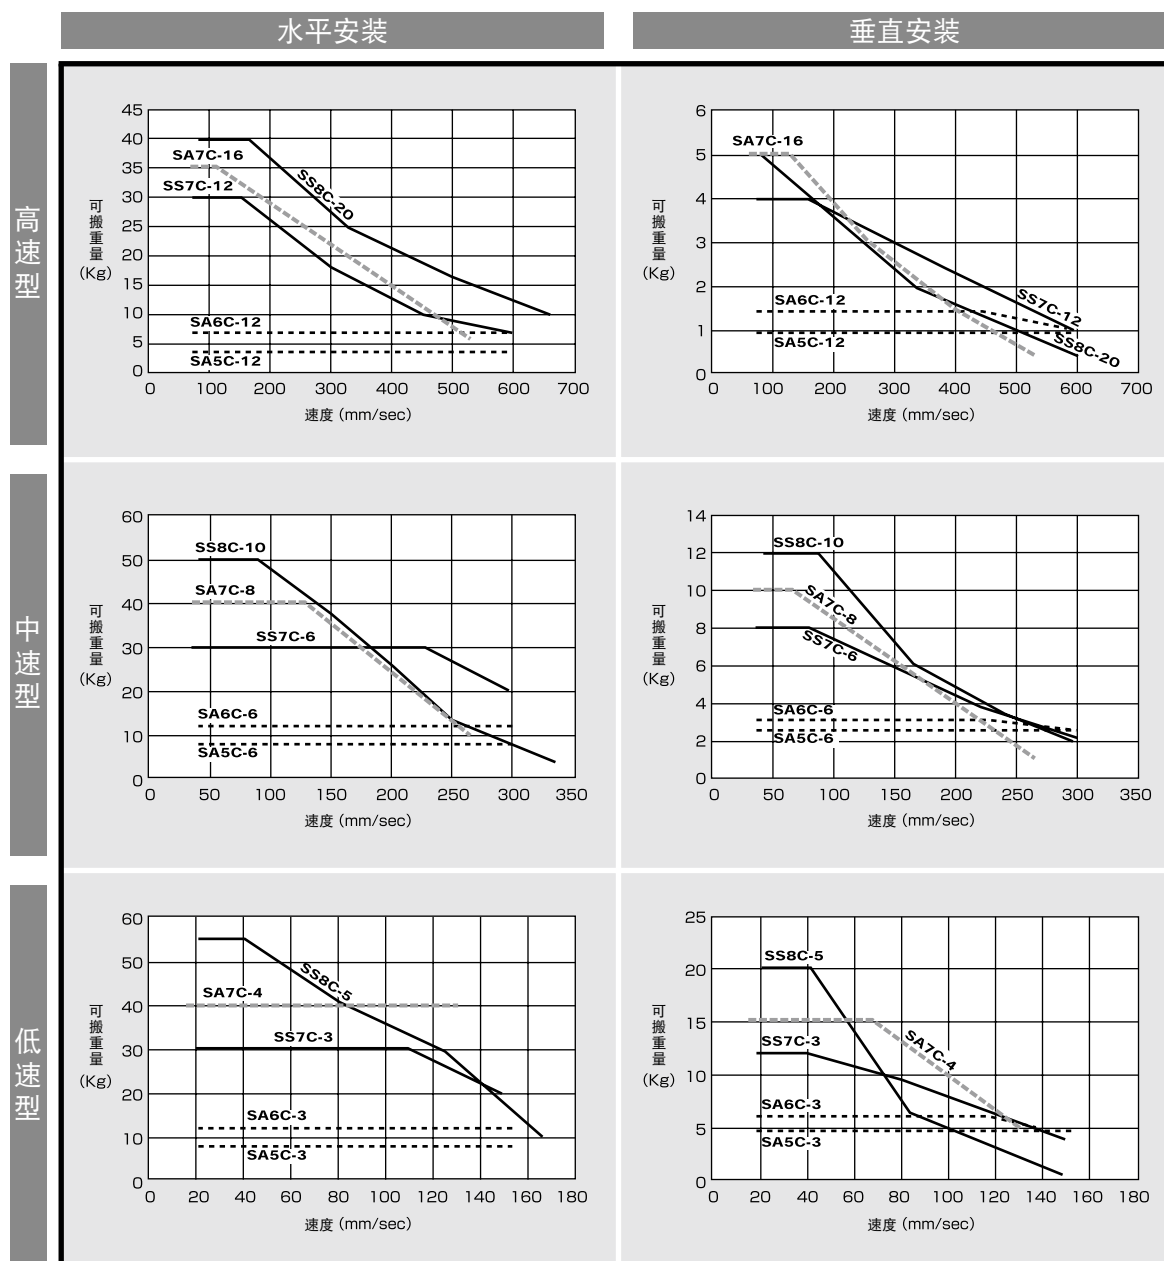 水平安装
垂直安装
高速型
45
40
35
30
25
20
15
10
5
0
可搬重量
(Kg)
SA7C-16
SS7C-12
SS8C-20
SA6C-12
SA5C-12
0 100 200 300 400 500 600 700
速度 (mm/sec)
6
5
4
3
2
1
0
可搬重量
(Kg)
SA7C-16
SA6C-12
SS7C-12
SA5C-12
SS8C-20
0 100 200 300 400 500 600 700
速度 (mm/sec)
中速型
60
50
40
30
20
10
0
可搬重量
(Kg)
SS8C-10
SA7C-8
SS7C-6
SA6C-6
SA5C-6
0 50 100 150 200 250 300 350
速度 (mm/sec)
14
12
10
8
6
4
2
0
可搬重量
(Kg)
SS8C-10
SA7C-8
SS7C-6
SA6C-6
SA5C-6
0 50 100 150 200 250 300 350
速度 (mm/sec)
低速型
60
50
40
30
20
10
0
可搬重量
(Kg)
SS8C-5
SA7C-4
SS7C-3
SA6C-3
SA5C-3
0 20 40 60 80 100 120 140 160 180
速度 (mm/sec)
25
20
15
10
5
0
可搬重量
(Kg)
SS8C-5
SS7C-3
SA7C-4
SA6C-3
SA5C-3
0 20 40 60 80 100 120 140 160 180
速度 (mm/sec)